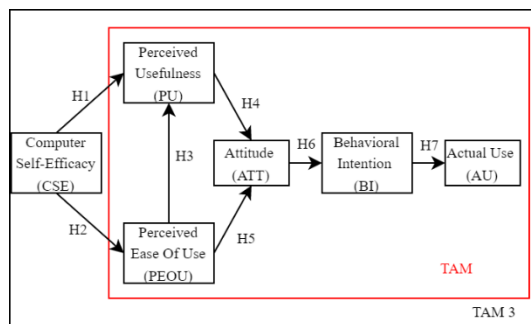 Perceived
Usefulness
(PU)
H1
H4
Computer
Self-Efficacy
(CSE)
H3
Attitude
(ATT)
H6
Behavioral
Intention
(BI)
H7
Actual Use
(AU)
H2
Perceived
Ease Of Use
(PEOU)
H5
TAM
TAM 3